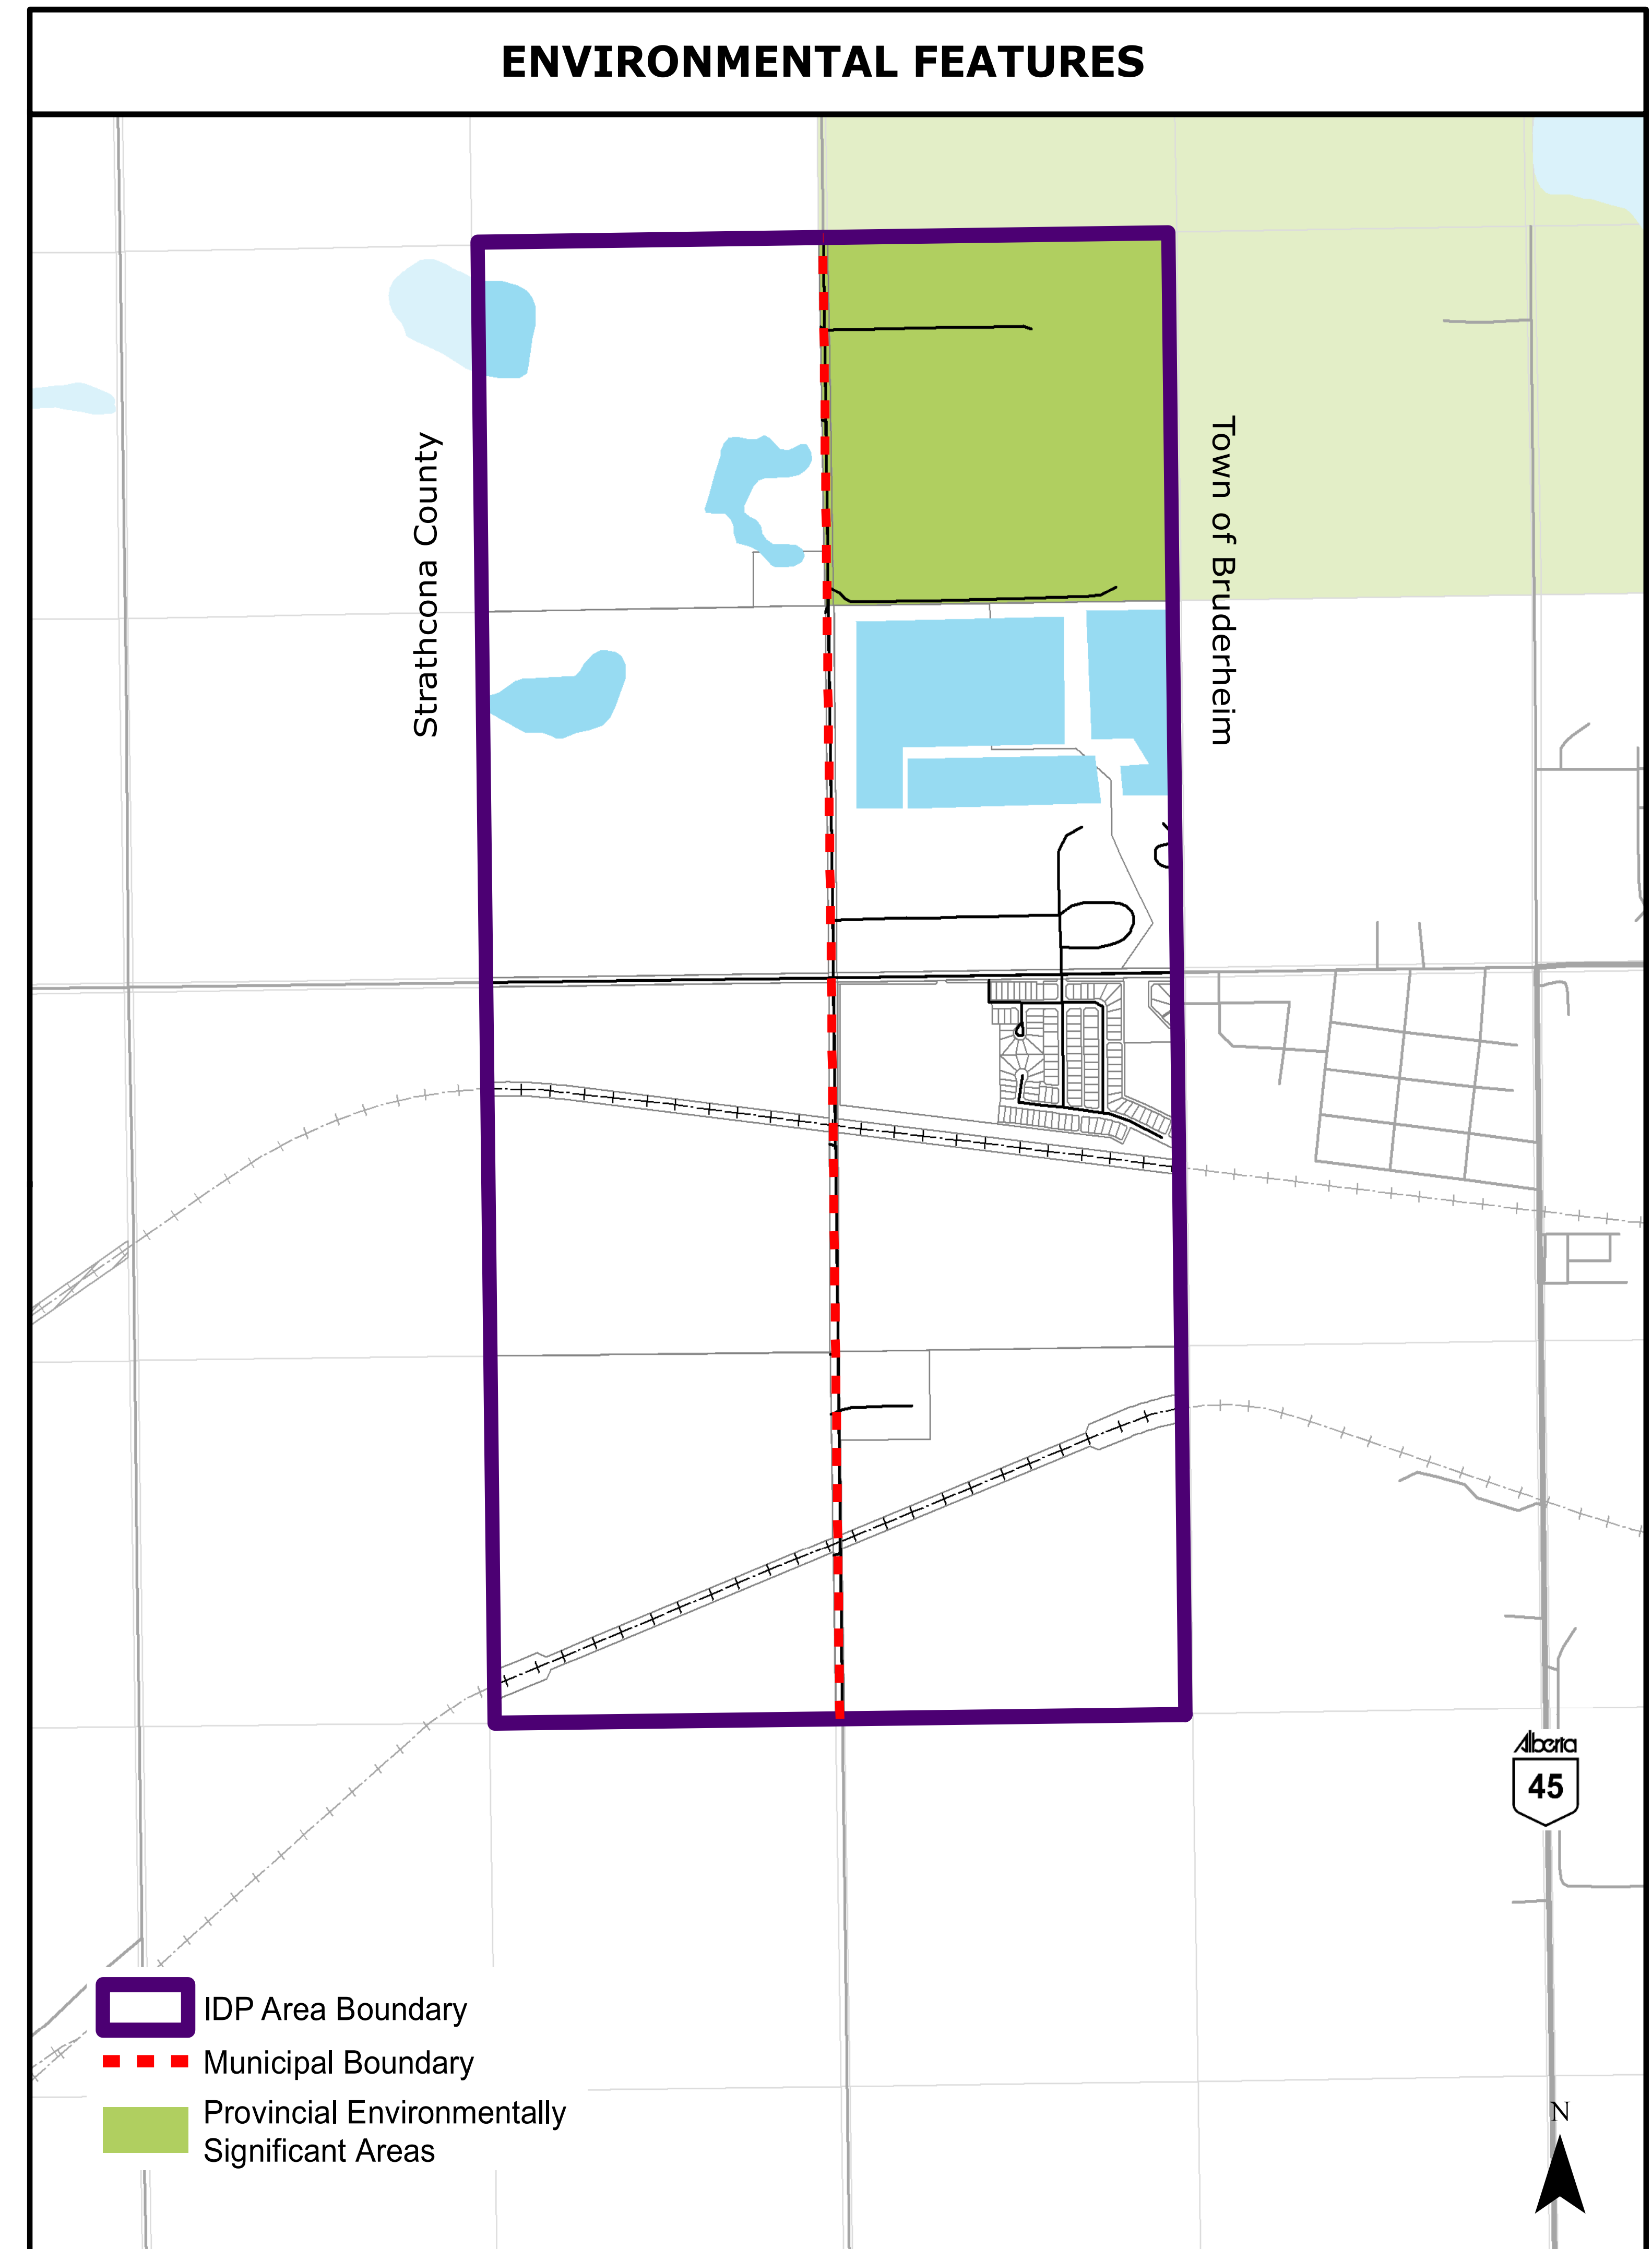 ENVIRONMENTAL FEATURES
Strathcona County
Town of Bruderheim
Alberta
45
IDP Area Boundary
Municipal Boundary
Provincial Environmentally
Significant Areas
N